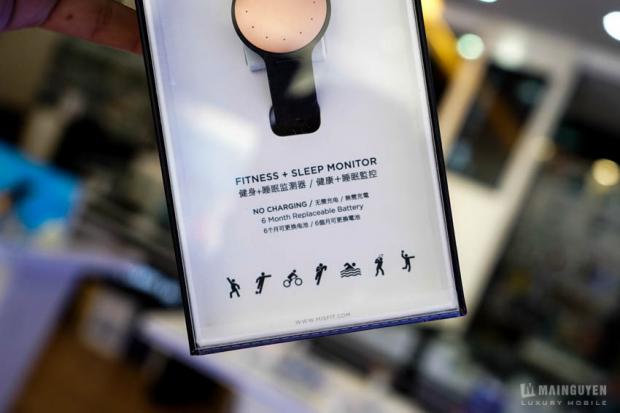 FITNESS + SLEEP MONITOR
健身+睡眠监测器 / 健康+睡眠監控
NO CHARGING / 无需充电 / 無需充電
6 Month Replaceable Battery
6个月可更换电池 / 6個月可更換電池
WWW.MISFIT.COM
MAINGUYEN
LUXURY MOBILE